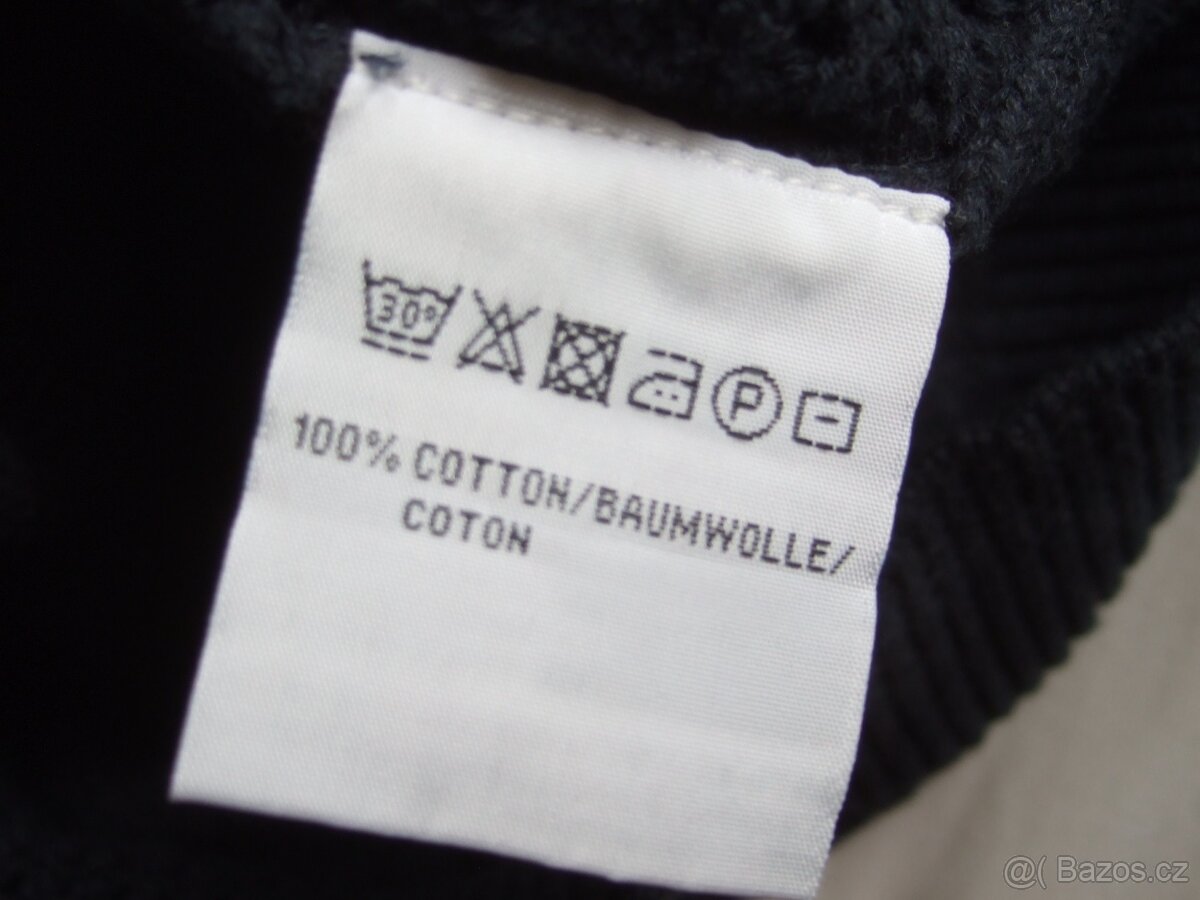 30°
P
100% COTTON/BAUMWOLLE/
COTON
@( Bazos.cz